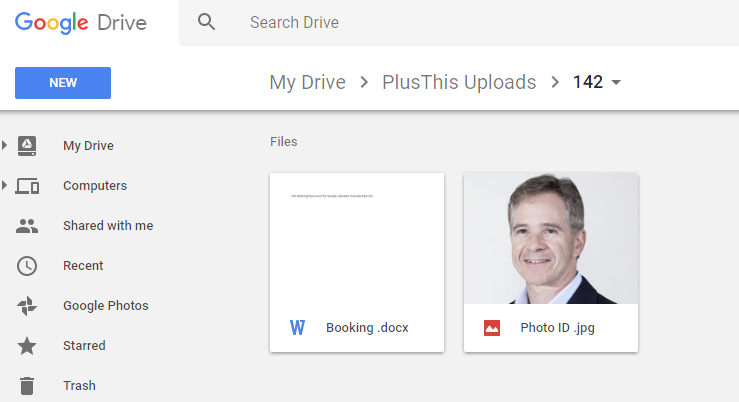 Google Drive
Search Drive
NEW
My Drive > PlusThis Uploads > 142
My Drive
Computers
Shared with me
Recent
Google Photos
Starred
Trash
Files
Booking .docx
Photo ID .jpg